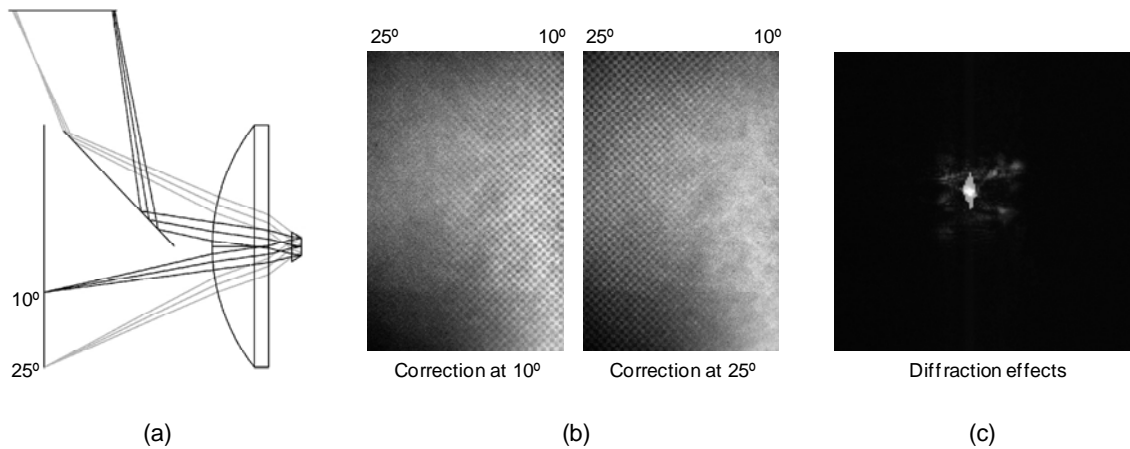 25º 10º 25º 10º
10º
25º
Correction at 10º Correction at 25º Diffraction effects
(a) (b) (c)